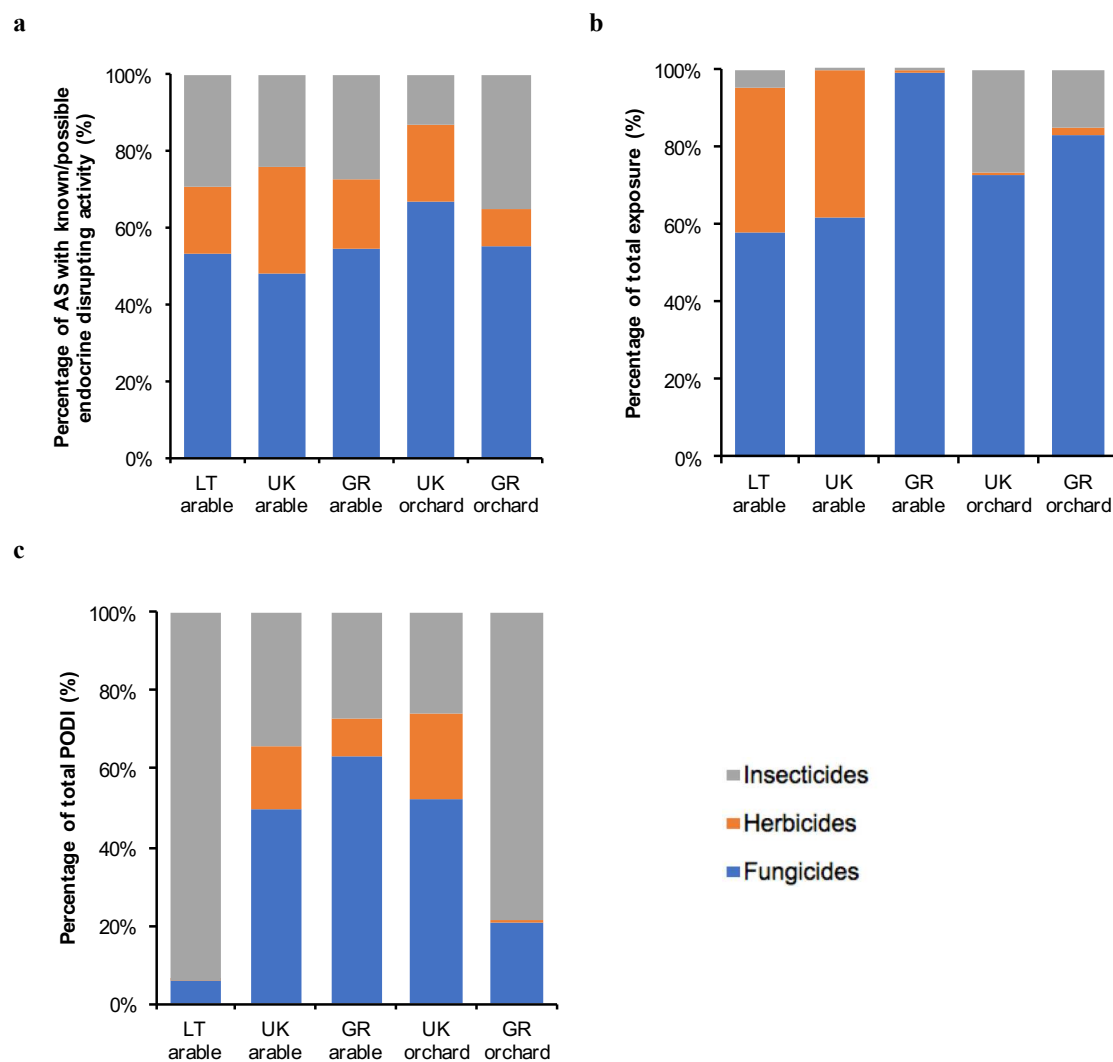 a
Percentage of AS with known/possible
endocrine disrupting activity (%)
100%
80%
60%
40%
20%
0%
LT
arable
UK
arable
GR
arable
UK
orchard
GR
orchard
b
Percentage of total exposure (%)
100%
80%
60%
40%
20%
0%
LT
arable
UK
arable
GR
arable
UK
orchard
GR
orchard
c
Percentage of total PODI (%)
100%
80%
60%
40%
20%
0%
LT
arable
UK
arable
GR
arable
UK
orchard
GR
orchard
Insecticides
Herbicides
Fungicides